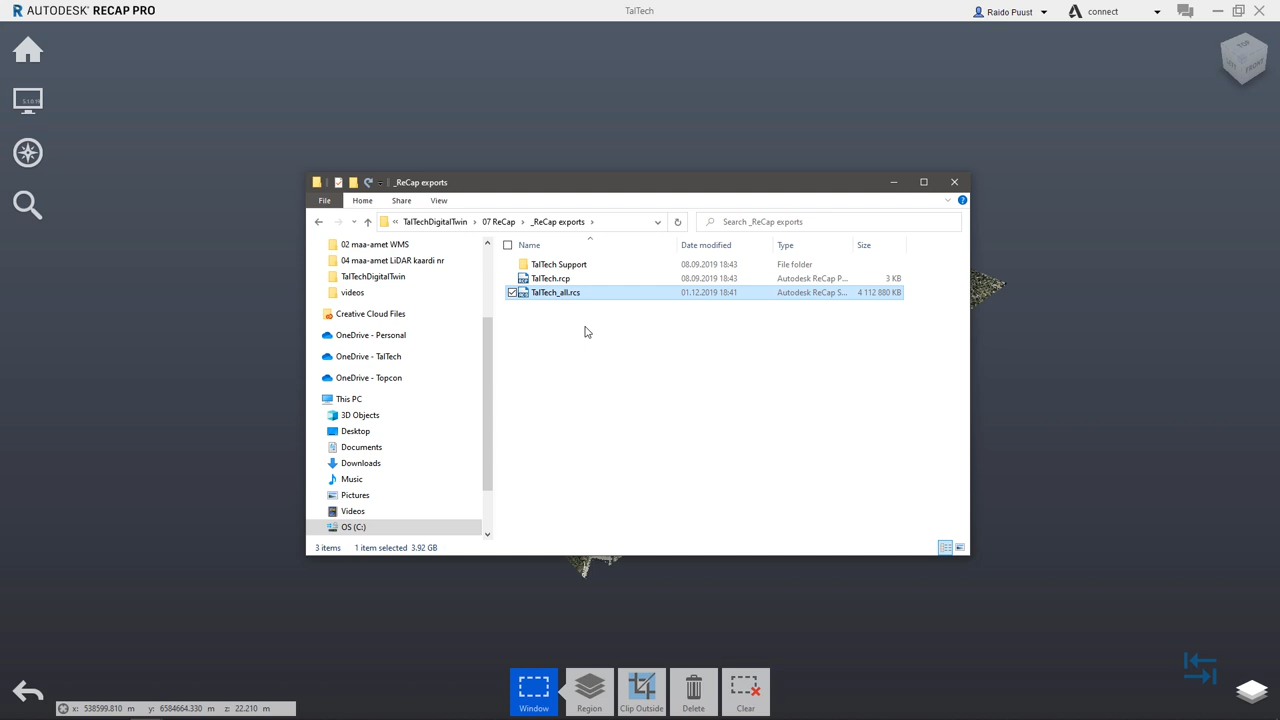 AUTODESK® RECAP PRO
TalTech
Raido Puust
connect
TOP
FRONT
_ReCap exports
File Home Share View
« TalTechDigitalTwin > 07 ReCap > _ReCap exports >
Search _ReCap exports
Name Date modified Type Size
02 maa-amet WMS
04 maa-amet LiDAR kaardi nr
TalTechDigitalTwin
videos
Creative Cloud Files
OneDrive - Personal
OneDrive - TalTech
OneDrive - Topcon
This PC
3D Objects
Desktop
Documents
Downloads
Music
Pictures
Videos
OS (C:)
TalTech Support 08.09.2019 18:43 File folder
TalTech.rcp 08.09.2019 18:43 Autodesk ReCap P... 3 KB
TalTech_all.rcs 01.12.2019 18:41 Autodesk ReCap S... 4 112 880 KB
3 items 1 item selected 3.92 GB
Window
Region
Clip Outside
Delete
Clear
x: 538599.810 m y: 6584664.330 m z: 22.210 m